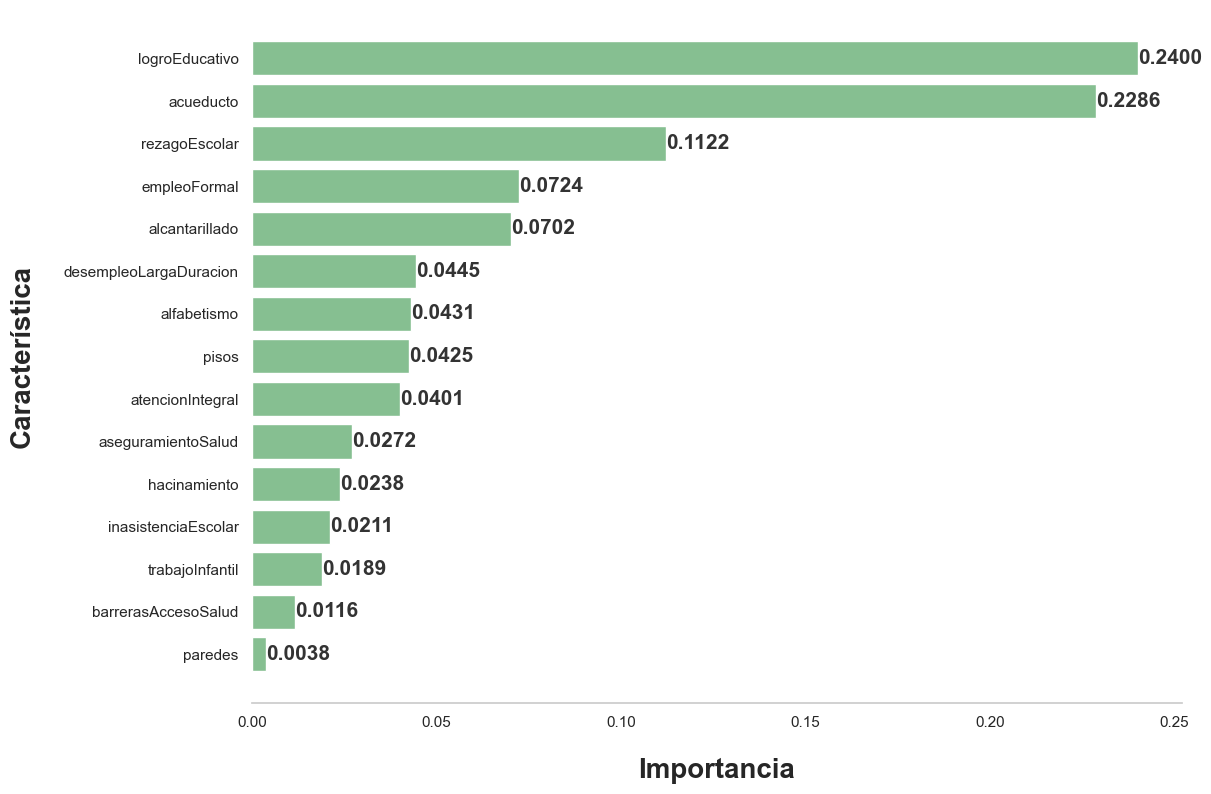 logroEducativo 0.2400
acueducto 0.2286
rezagoEscolar 0.1122
empleoFormal 0.0724
alcantarillado 0.0702
desempleoLargaDuracion 0.0445
alfabetismo 0.0431
pisos 0.0425
atencionIntegral 0.0401
aseguramientoSalud 0.0272
hacinamiento 0.0238
inasistenciaEscolar 0.0211
trabajoInfantil 0.0189
barrerasAccesoSalud 0.0116
paredes 0.0038
Característica
0.00 0.05 0.10 0.15 0.20 0.25
Importancia